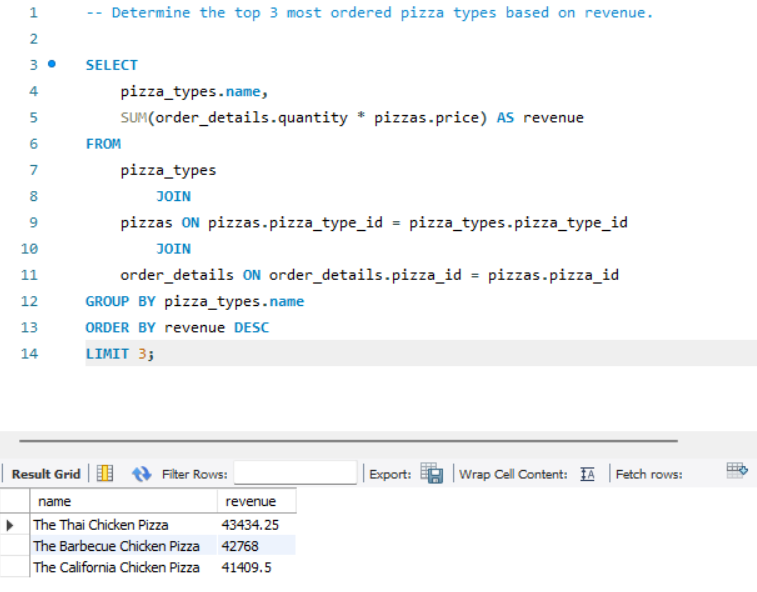 1 -- Determine the top 3 most ordered pizza types based on revenue.
2
3 SELECT
4 pizza_types.name,
5 SUM(order_details.quantity * pizzas.price) AS revenue
6 FROM
7 pizza_types
8 JOIN
9 pizzas ON pizzas.pizza_type_id = pizza_types.pizza_type_id
10 JOIN
11 order_details ON order_details.pizza_id = pizzas.pizza_id
12 GROUP BY pizza_types.name
13 ORDER BY revenue DESC
14 LIMIT 3;
Result Grid Filter Rows: Export: Wrap Cell Content: IA Fetch rows:
name revenue
The Thai Chicken Pizza 43434.25
The Barbecue Chicken Pizza 42768
The California Chicken Pizza 41409.5